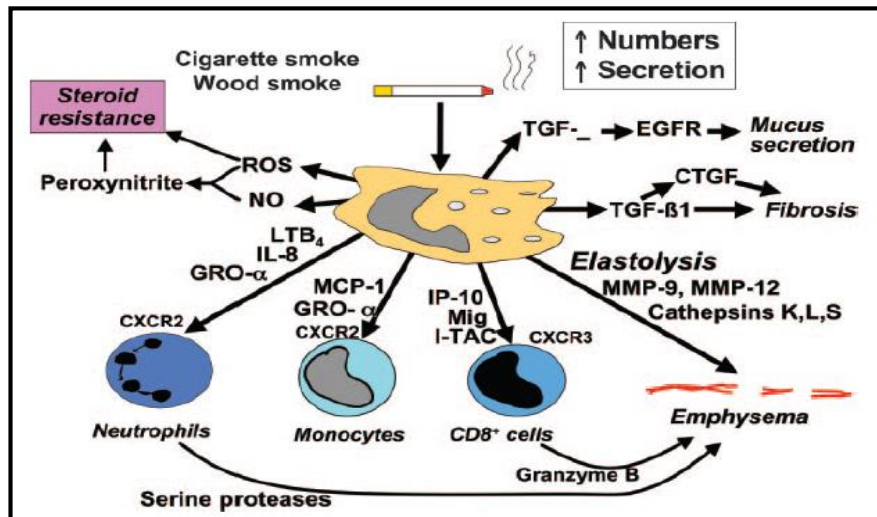 Cigarette smoke
Wood smoke
↑ Numbers
↑ Secretion
Steroid
resistance
ROS
Peroxynitrite
NO
TGF-_
EGFR
Mucus
secretion
CTGF
TGF-ß1
Fibrosis
LTB4
IL-8
GRO-α
CXCR2
MCP-1
GRO- α
CXCR2
IP-10
Mig
I-TAC
CXCR3
Elastolysis
MMP-9, MMP-12
Cathepsins K,L,S
Neutrophils
Monocytes
CD8+ cells
Emphysema
Granzyme B
Serine proteases